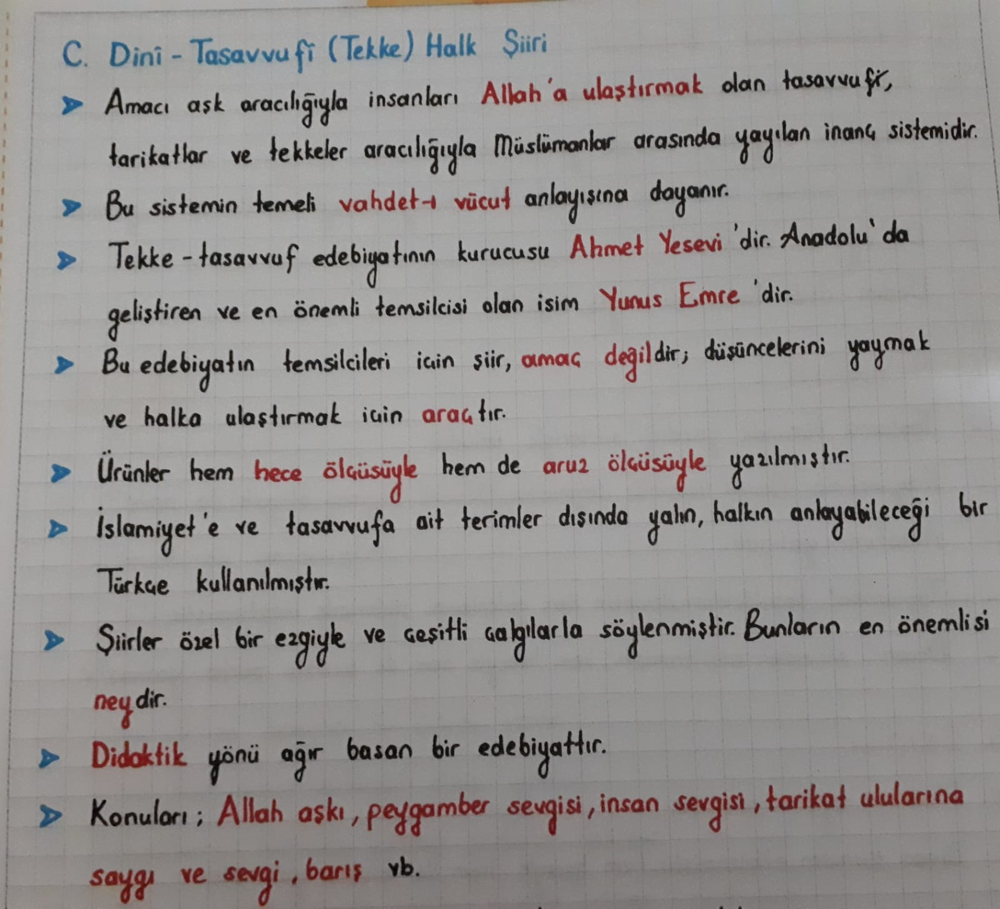 C. Dinî - Tasavvufî (Tekke) Halk Şiiri
➤ Amacı aşk aracılığıyla insanları Allah'a ulaştırmak olan tasavvufi,
tarikatlar ve tekkeler aracılığıyla Müslümanlar arasında yayılan inanç sistemidir.
➤ Bu sistemin temeli vahdet-ı vücut anlayışına dayanır.
➤ Tekke - tasavvuf edebiyatının kurucusu Ahmet Yesevi'dir. Anadolu'da
geliştiren ve en önemli temsilcisi olan isim Yunus Emre'dir.
➤ Bu edebiyatın temsilcileri için şiir, amaç değildir; düşüncelerini yaymak
ve halka ulaştırmak için araçtır.
➤ Ürünler hem hece ölçüsüyle hem de aruz ölçüsüyle yazılmıştır.
➤ İslamiyet'e ve tasavvufa ait terimler dışında yalın, halkın anlayabileceği bir
Türkçe kullanılmıştır.
➤ Şiirler özel bir ezgiyle ve çeşitli çalgılarla söylenmiştir. Bunların en önemlisi
neydir.
➤ Didaktik yönü ağır basan bir edebiyattır.
➤ Konuları; Allah aşkı, peygamber sevgisi, insan sevgisi, tarikat ulularına
saygı ve sevgi, barış vb.